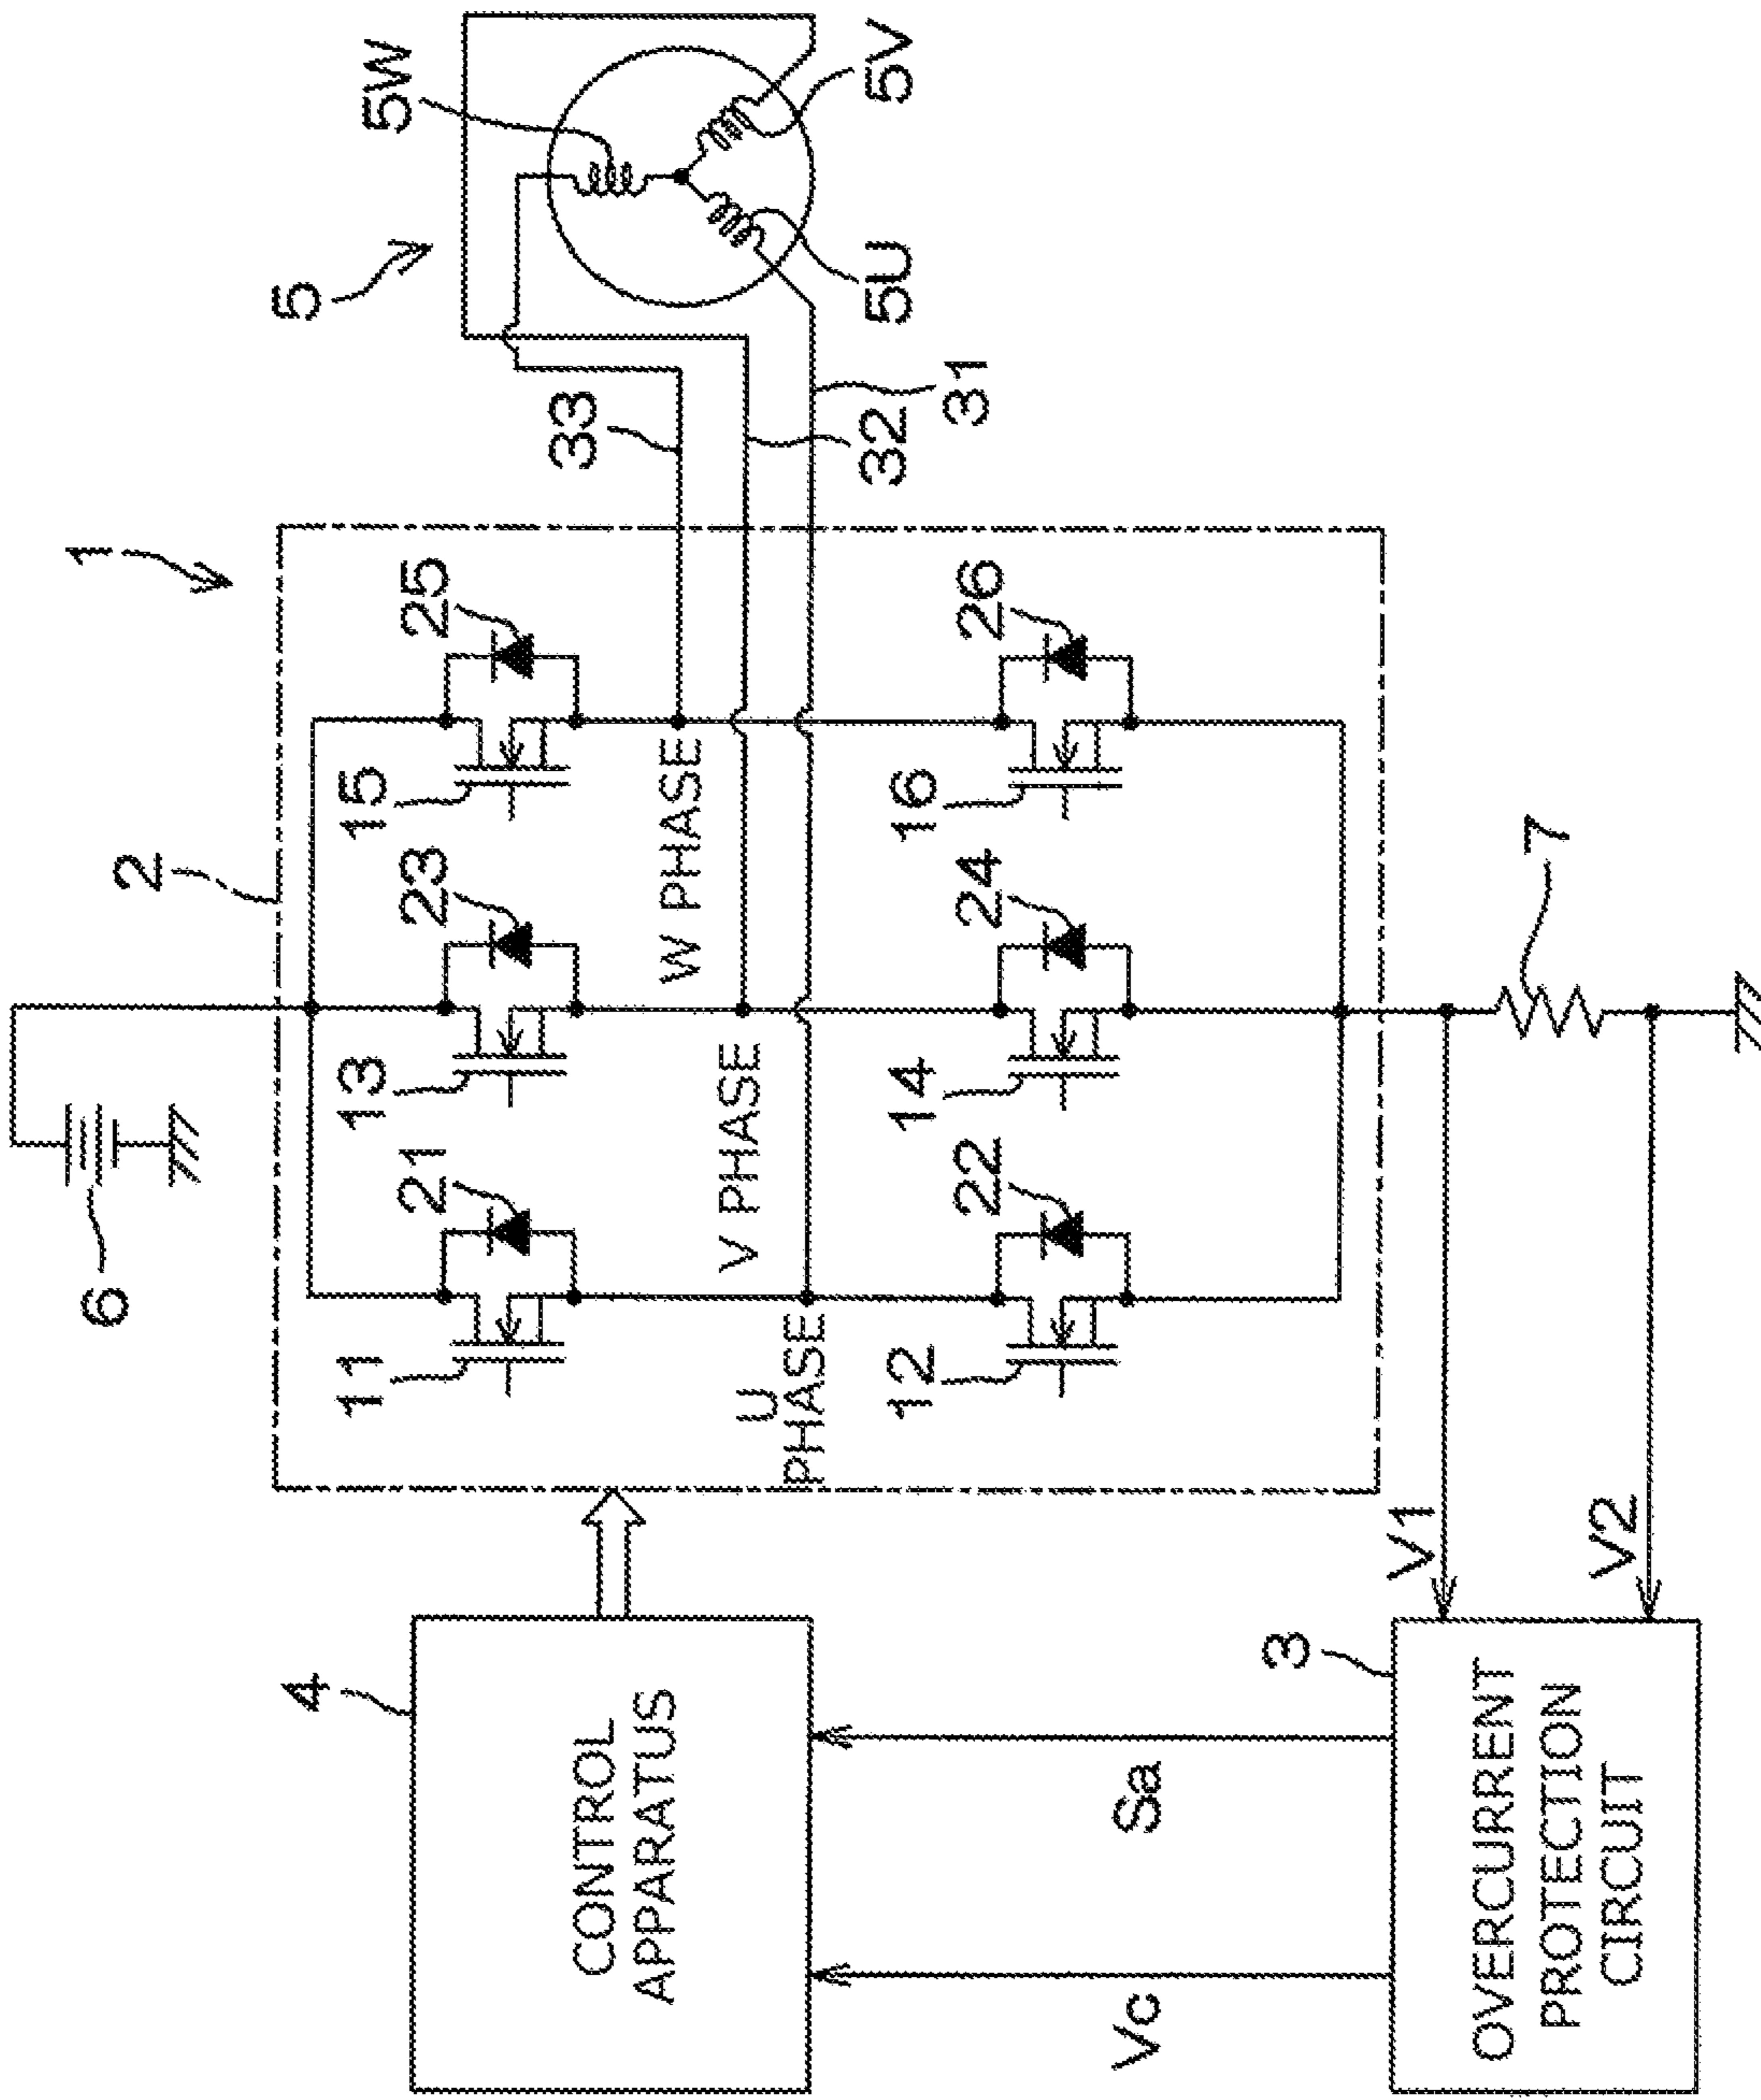 1
2
6
5
5W
5V
5U
33
32
31
11
21
13
23
15
25
U
PHASE
V PHASE
W PHASE
12
22
14
24
16
26
7
4
CONTROL
APPARATUS
Vc
Sa
V1
V2
3
OVERCURRENT
PROTECTION
CIRCUIT